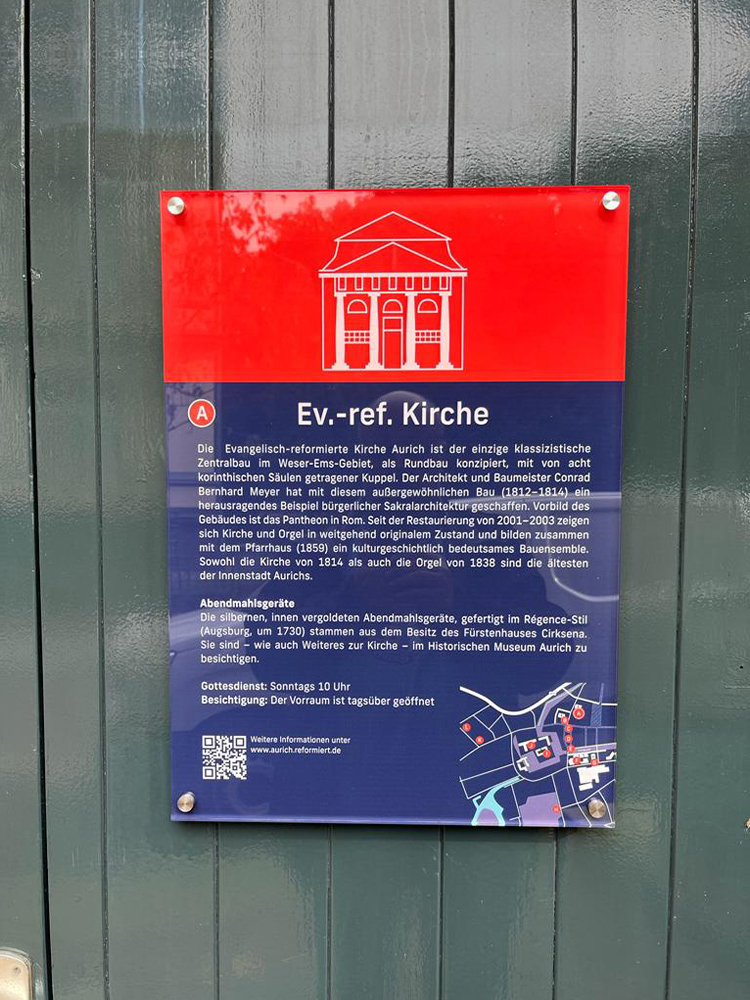 A
Ev.-ref. Kirche
Die Evangelisch-reformierte Kirche Aurich ist der einzige klassizistische
Zentralbau im Weser-Ems-Gebiet, als Rundbau konzipiert, mit von acht
korinthischen Säulen getragener Kuppel. Der Architekt und Baumeister Conrad
Bernhard Meyer hat mit diesem außergewöhnlichen Bau (1812–1814) ein
herausragendes Beispiel bürgerlicher Sakralarchitektur geschaffen. Vorbild des
Gebäudes ist das Pantheon in Rom. Seit der Restaurierung von 2001–2003 zeigen
sich Kirche und Orgel in weitgehend originalem Zustand und bilden zusammen
mit dem Pfarrhaus (1859) ein kulturgeschichtlich bedeutsames Bauensemble.
Sowohl die Kirche von 1814 als auch die Orgel von 1838 sind die ältesten
der Innenstadt Aurichs.
Abendmahlsgeräte
Die silbernen, innen vergoldeten Abendmahlsgeräte, gefertigt im Régence-Stil
(Augsburg, um 1730) stammen aus dem Besitz des Fürstenhauses Cirksena.
Sie sind – wie auch Weiteres zur Kirche – im Historischen Museum Aurich zu
besichtigen.
Gottesdienst: Sonntags 10 Uhr
Besichtigung: Der Vorraum ist tagsüber geöffnet
Weitere Informationen unter
www.aurich.reformiert.de
A